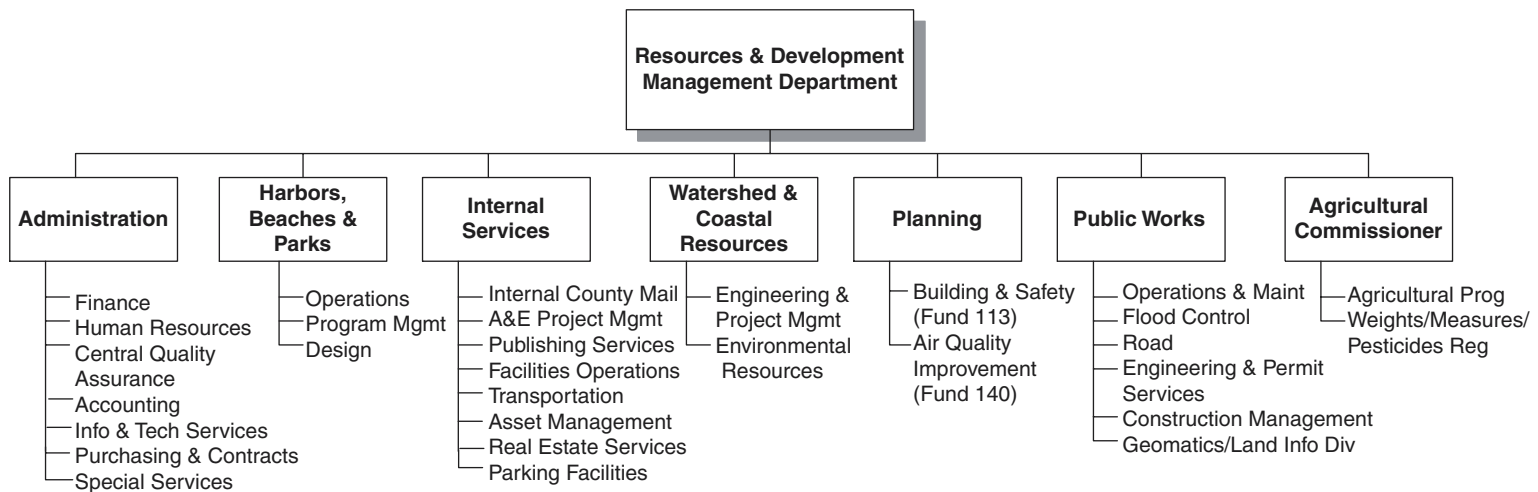 Resources & Development
Management Department
Administration
Finance
Human Resources
Central Quality
Assurance
Accounting
Info & Tech Services
Purchasing & Contracts
Special Services
Harbors,
Beaches &
Parks
Operations
Program Mgmt
Design
Internal
Services
Internal County Mail
A&E Project Mgmt
Publishing Services
Facilities Operations
Transportation
Asset Management
Real Estate Services
Parking Facilities
Watershed &
Coastal
Resources
Engineering &
Project Mgmt
Environmental
Resources
Planning
Building & Safety
(Fund 113)
Air Quality
Improvement
(Fund 140)
Public Works
Operations & Maint
Flood Control
Road
Engineering & Permit
Services
Construction Management
Geomatics/Land Info Div
Agricultural
Commissioner
Agricultural Prog
Weights/Measures/
Pesticides Reg